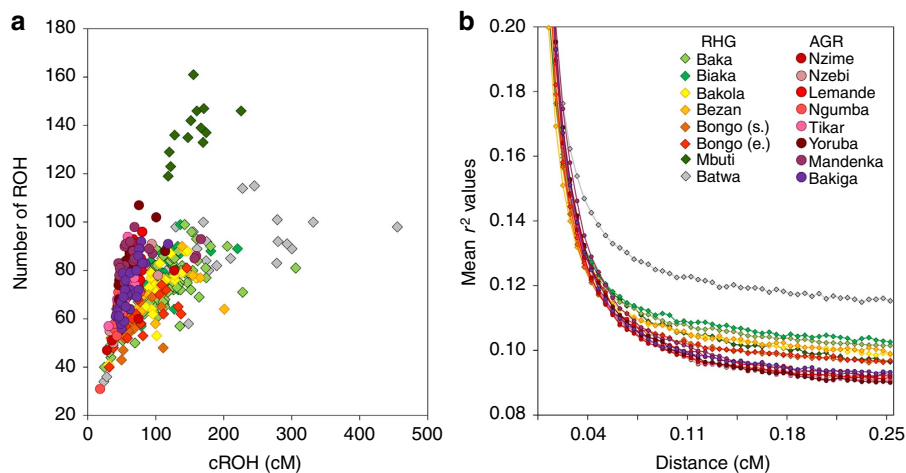 a
180
160
140
120
100
80
60
40
20
Number of ROH
0 100 200 300 400 500
cROH (cM)
b
0.20
0.18
0.16
0.14
0.12
0.10
0.08
Mean r² values
RHG AGR
Baka Nzime
Biaka Nzebi
Bakola Lemande
Bezan Ngumba
Bongo (s.) Tikar
Bongo (e.) Yoruba
Mbuti Mandenka
Batwa Bakiga
0.04 0.11 0.18 0.25
Distance (cM)